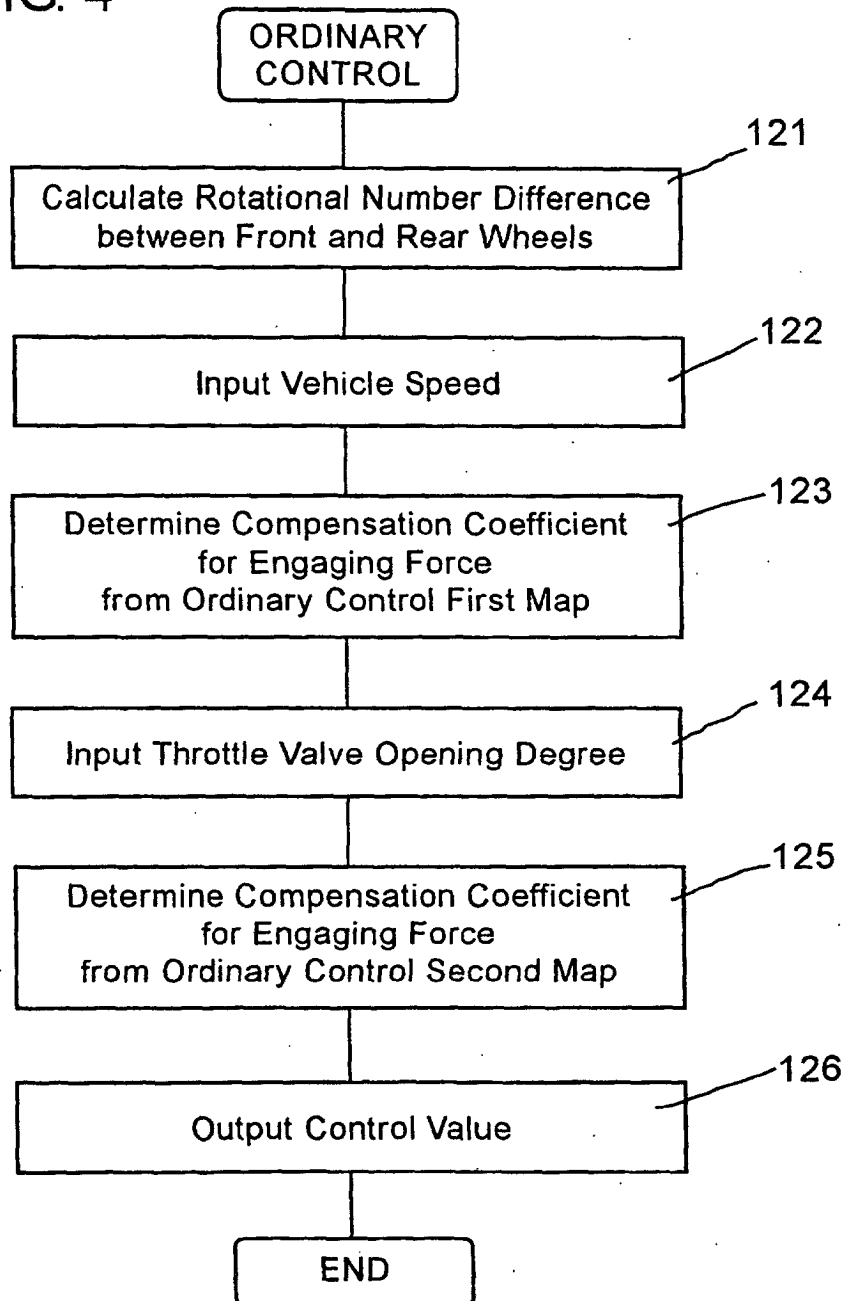 FIG. 4
ORDINARY
CONTROL
121
Calculate Rotational Number Difference
between Front and Rear Wheels
122
Input Vehicle Speed
123
Determine Compensation Coefficient
for Engaging Force
from Ordinary Control First Map
124
Input Throttle Valve Opening Degree
125
Determine Compensation Coefficient
for Engaging Force
from Ordinary Control Second Map
126
Output Control Value
END